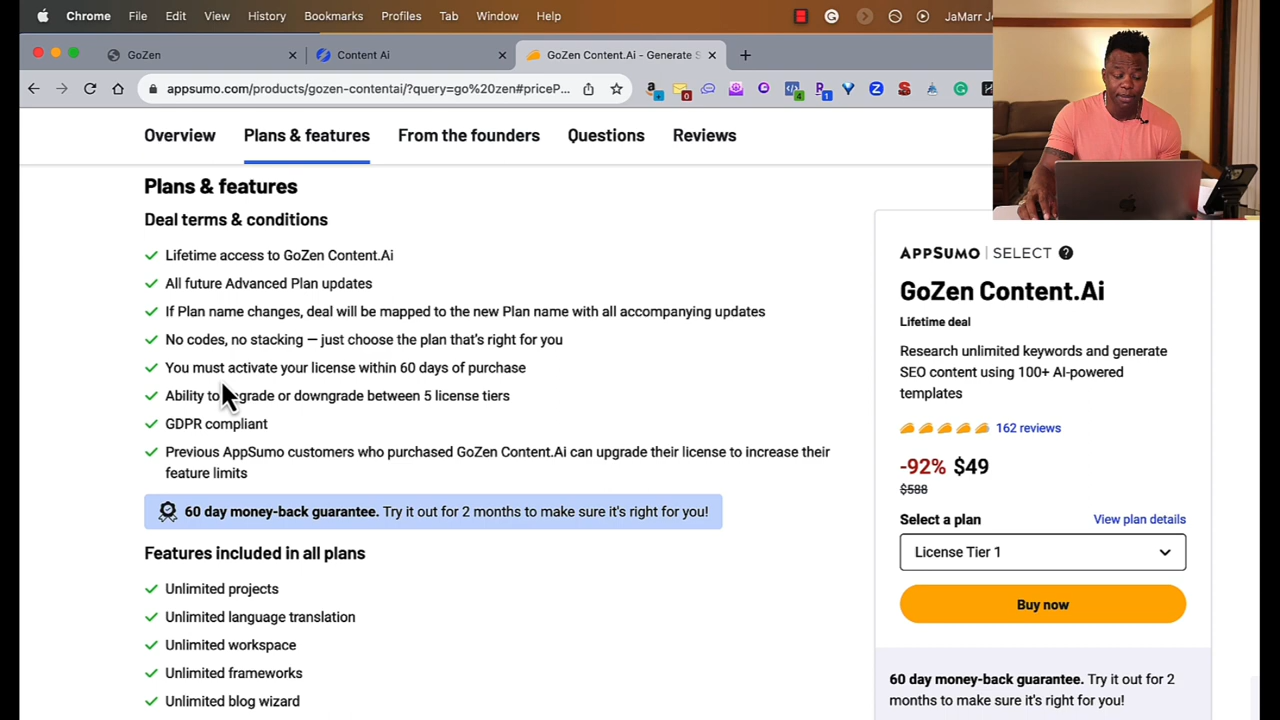 Chrome File Edit View History Bookmarks Profiles Tab Window Help JaMarr Jo
GoZen Content Ai GoZen Content.Ai - Generate S
appsumo.com/products/gozen-contentai/?query=go%20zen#priceP...
0 4 1
Overview Plans & features From the founders Questions Reviews
Plans & features
Deal terms & conditions
Lifetime access to GoZen Content.Ai
All future Advanced Plan updates
If Plan name changes, deal will be mapped to the new Plan name with all accompanying updates
No codes, no stacking — just choose the plan that's right for you
You must activate your license within 60 days of purchase
Ability to grade or downgrade between 5 license tiers
GDPR compliant
Previous AppSumo customers who purchased GoZen Content.Ai can upgrade their license to increase their
feature limits
60 day money-back guarantee. Try it out for 2 months to make sure it's right for you!
Features included in all plans
Unlimited projects
Unlimited language translation
Unlimited workspace
Unlimited frameworks
Unlimited blog wizard
APPSUMO | SELECT ?
GoZen Content.Ai
Lifetime deal
Research unlimited keywords and generate
SEO content using 100+ AI-powered
templates
162 reviews
-92% $49
$588
Select a plan View plan details
License Tier 1
Buy now
60 day money-back guarantee. Try it out for 2
months to make sure it's right for you!